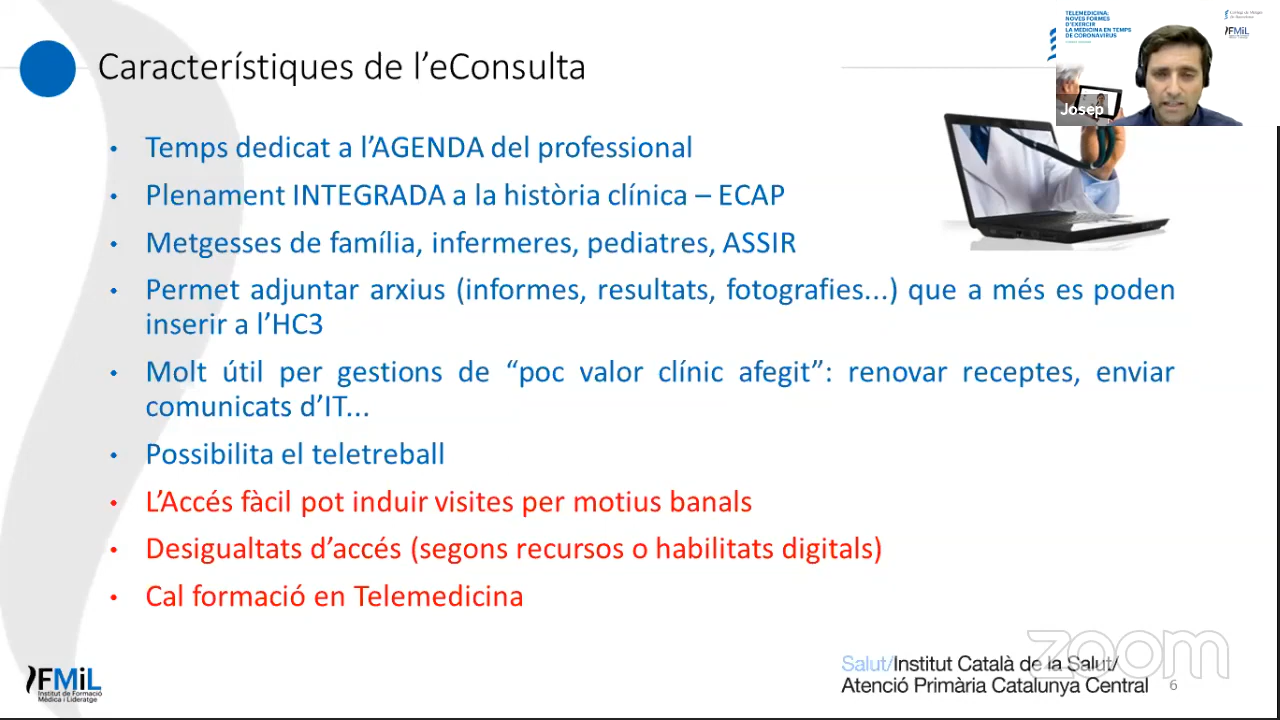 Característiques de l’eConsulta
TELEMEDICINA:
NOVES FORMES
D’EXERCIR
LA MEDICINA EN TEMPS
DE CORONAVIRUS
FMiL
Josep
• Temps dedicat a l’AGENDA del professional
• Plenament INTEGRADA a la història clínica – ECAP
• Metgesses de família, infermeres, pediatres, ASSIR
• Permet adjuntar arxius (informes, resultats, fotografies...) que a més es poden
inserir a l’HC3
• Molt útil per gestions de “poc valor clínic afegit”: renovar receptes, enviar
comunicats d’IT...
• Possibilita el teletreball
• L’Accés fàcil pot induir visites per motius banals
• Desigualtats d’accés (segons recursos o habilitats digitals)
• Cal formació en Telemedicina
zoom
FMiL
Institut de Formació
Mèdica i Lideratge
Salut/Institut Català de la Salut/
Atenció Primària Catalunya Central
6